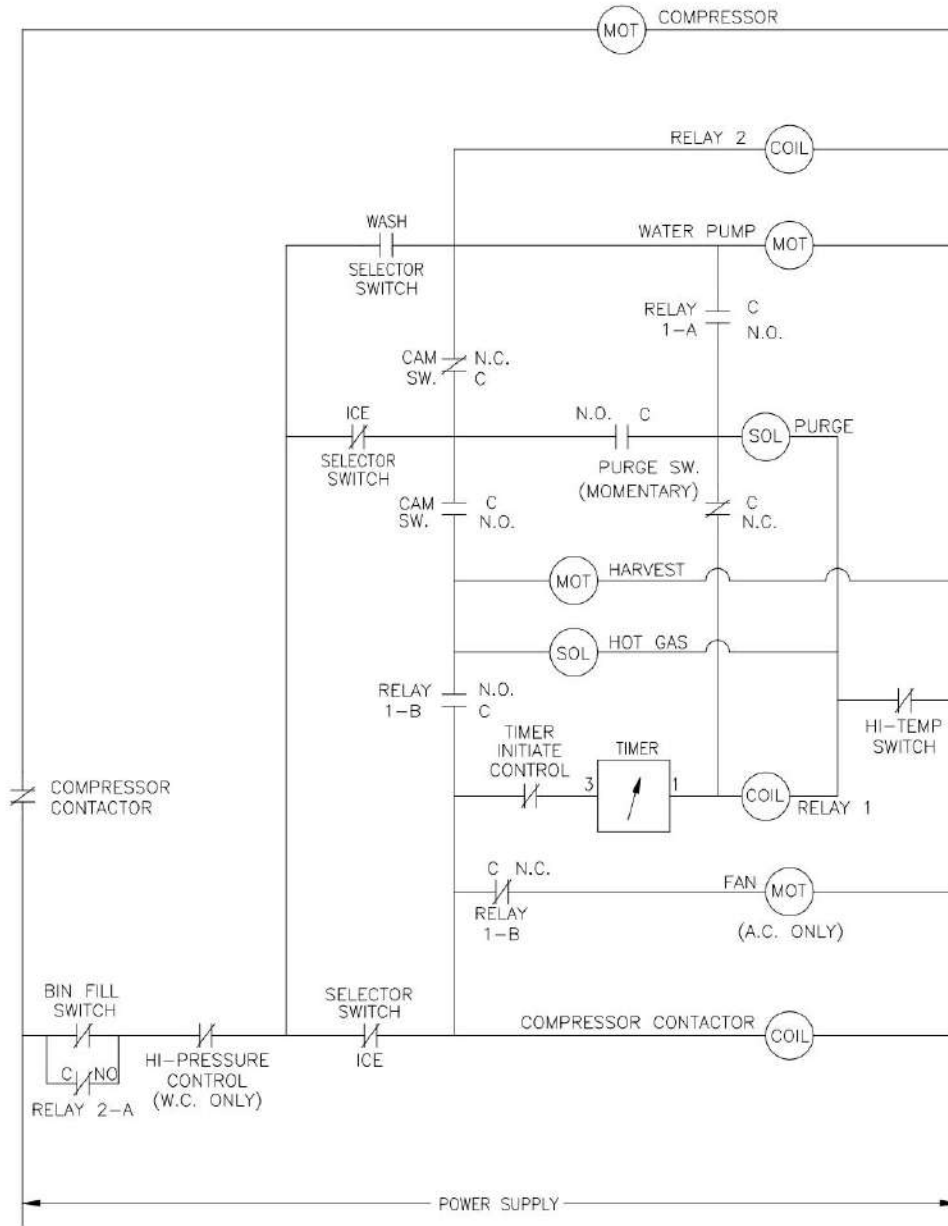 MOT COMPRESSOR
RELAY 2 COIL
WASH
SELECTOR
SWITCH
WATER PUMP MOT
RELAY
1-A
C
N.O.
CAM
SW.
N.C.
C
ICE
SELECTOR
SWITCH
N.O. C
PURGE SW.
(MOMENTARY)
SOL PURGE
CAM
SW.
C
N.O.
C
N.C.
MOT HARVEST
SOL HOT GAS
RELAY
1-B
N.O.
C
HI-TEMP
SWITCH
TIMER
INITIATE
CONTROL
TIMER
3 1
COIL RELAY 1
COMPRESSOR
CONTACTOR
C N.C.
RELAY
1-B
FAN MOT
(A.C. ONLY)
BIN FILL
SWITCH
C NO
RELAY 2-A
HI-PRESSURE
CONTROL
(W.C. ONLY)
SELECTOR
SWITCH
ICE
COMPRESSOR CONTACTOR COIL
POWER SUPPLY